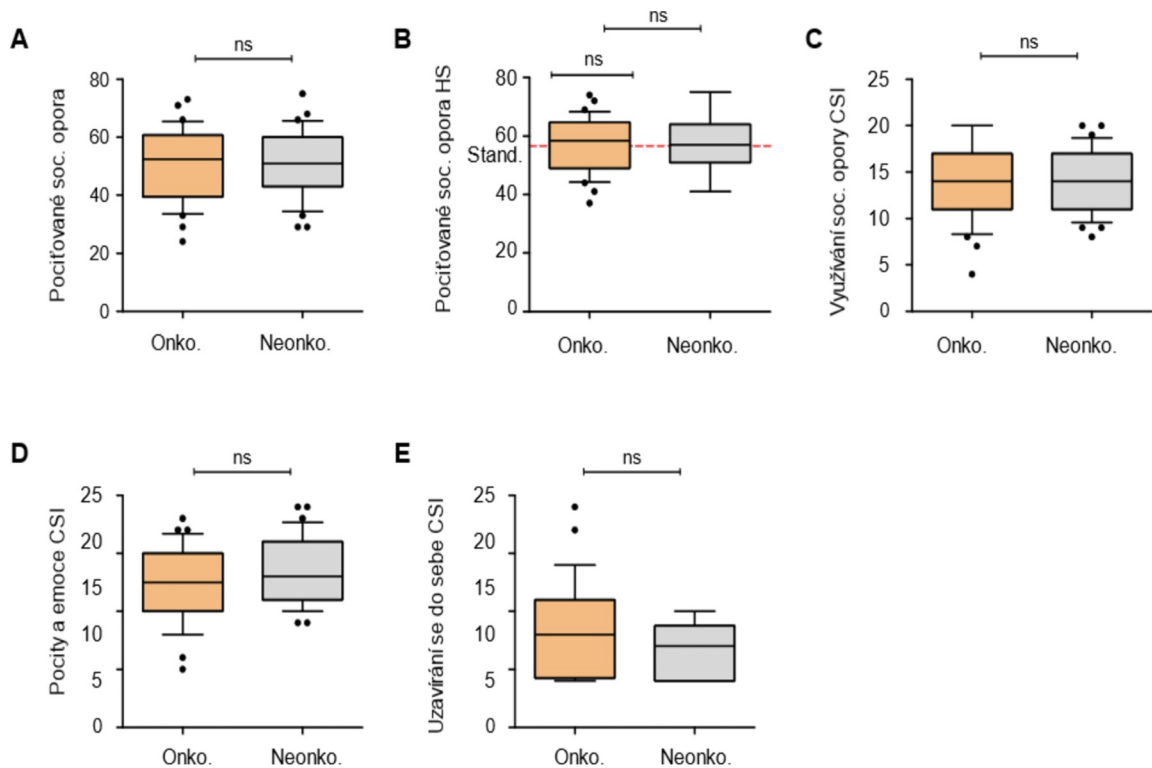 A
ns
Pociťované soc. opora
80
60
40
20
0
Onko.
Neonko.
B
ns
ns
Pociťované soc. opora HS
80
60
Stand.
40
20
0
Onko.
Neonko.
C
ns
Využívání soc. opory CSI
25
20
15
10
5
0
Onko.
Neonko.
D
ns
Pocity a emoce CSI
25
20
15
10
5
0
Onko.
Neonko.
E
ns
Uzavírání se do sebe CSI
25
20
15
10
5
0
Onko.
Neonko.